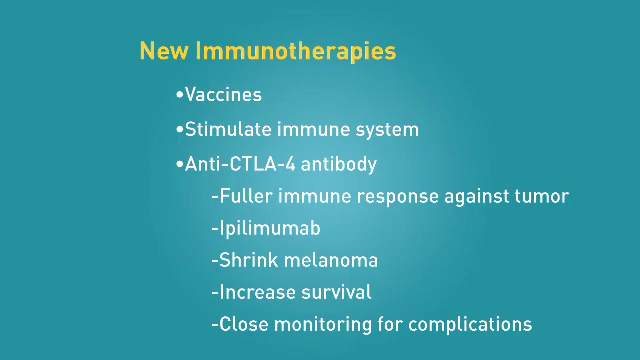 New Immunotherapies
•Vaccines
•Stimulate immune system
•Anti-CTLA-4 antibody
-Fuller immune response against tumor
-Ipilimumab
-Shrink melanoma
-Increase survival
-Close monitoring for complications